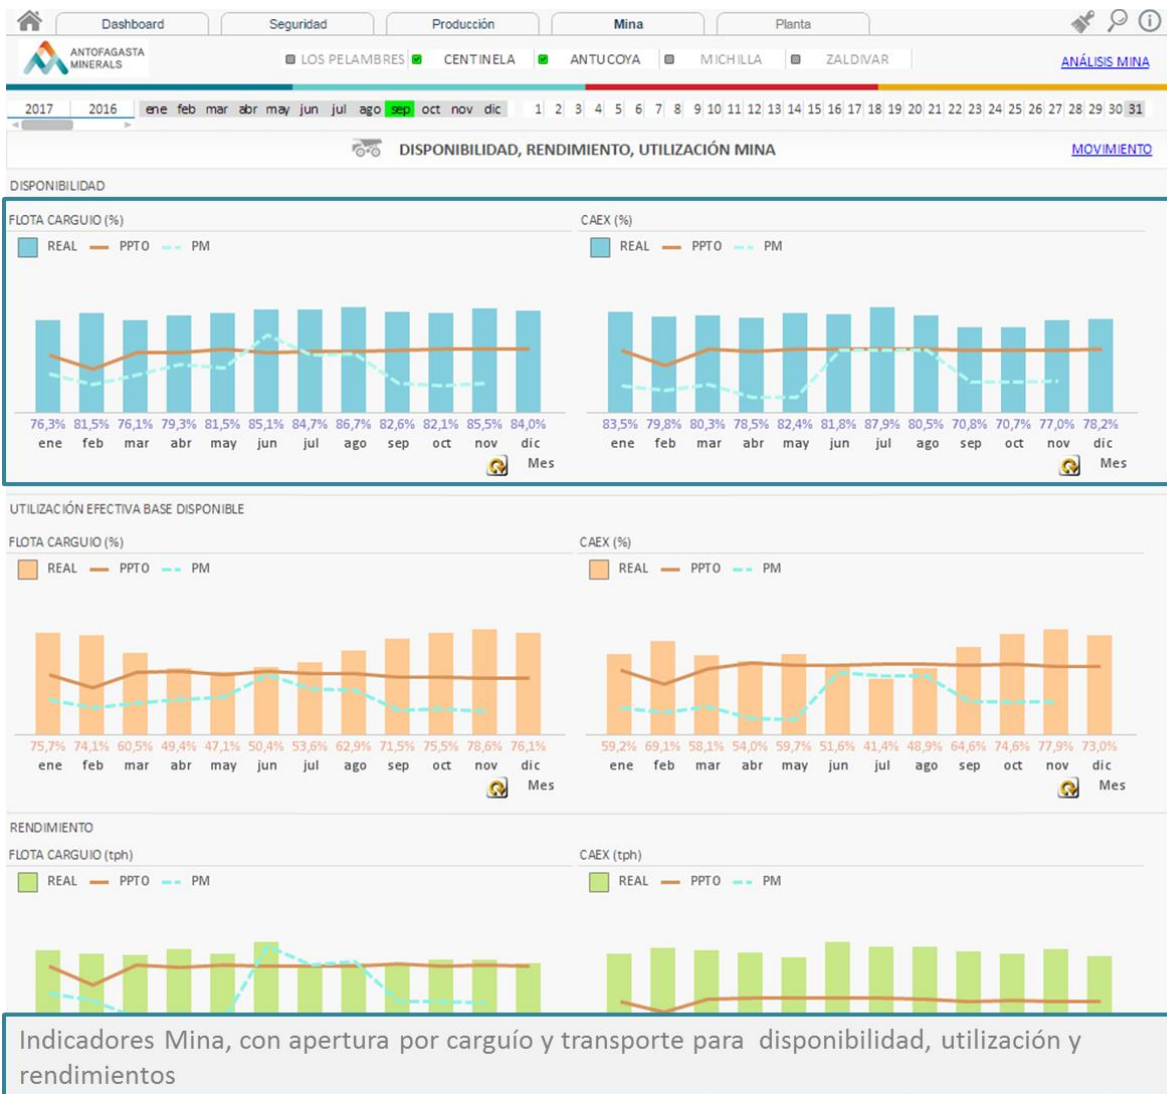 Dashboard Seguridad Producción Mina Planta
ANTOFAGASTA
MINERALS
LOS PELAMBRES CENTINELA ANTUCOYA MICHILLA ZALDIVAR
ANÁLISIS MINA
2017 2016 ene feb mar abr may jun jul ago sep oct nov dic 1 2 3 4 5 6 7 8 9 10 11 12 13 14 15 16 17 18 19 20 21 22 23 24 25 26 27 28 29 30 31
DISPONIBILIDAD, RENDIMIENTO, UTILIZACIÓN MINA
MOVIMIENTO
DISPONIBILIDAD
FLOTA CARGUIO (%)
REAL PPTO PM
76,3% 81,5% 76,1% 79,3% 81,5% 85,1% 84,7% 86,7% 82,6% 82,1% 85,5% 84,0%
ene feb mar abr may jun jul ago sep oct nov dic
Mes
CAEX (%)
REAL PPTO PM
83,5% 79,8% 80,3% 78,5% 82,4% 81,8% 87,9% 80,5% 70,8% 70,7% 77,0% 78,2%
ene feb mar abr may jun jul ago sep oct nov dic
Mes
UTILIZACIÓN EFECTIVA BASE DISPONIBLE
FLOTA CARGUIO (%)
REAL PPTO PM
75,7% 74,1% 60,5% 49,4% 47,1% 50,4% 53,6% 62,9% 71,5% 75,5% 78,6% 76,1%
ene feb mar abr may jun jul ago sep oct nov dic
Mes
CAEX (%)
REAL PPTO PM
59,2% 69,1% 58,1% 54,0% 59,7% 51,6% 41,4% 48,9% 64,6% 74,6% 77,9% 73,0%
ene feb mar abr may jun jul ago sep oct nov dic
Mes
RENDIMIENTO
FLOTA CARGUIO (tph)
REAL PPTO PM
CAEX (tph)
REAL PPTO PM
Indicadores Mina, con apertura por carguío y transporte para disponibilidad, utilización y
rendimientos